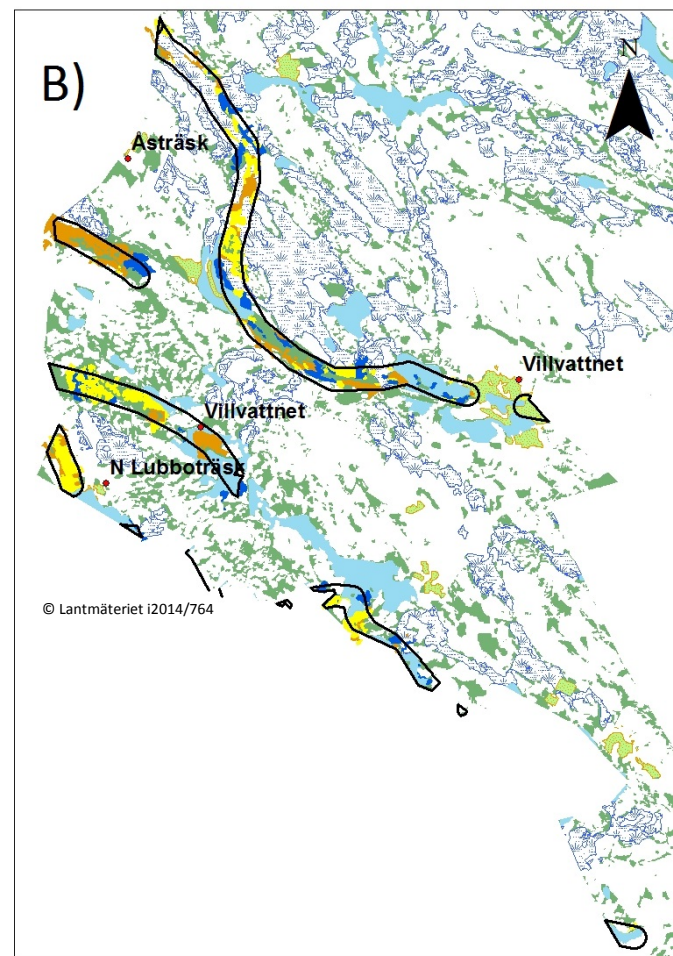 B)
N
Åsträsk
Villvattnet
Villvattnet
N Lubboträsk
© Lantmäteriet i2014/764